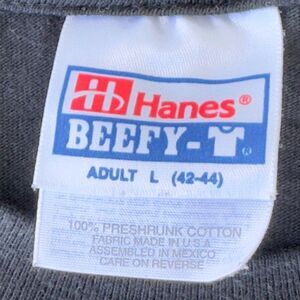 Hanes®
BEEFY-T®
ADULT L (42-44)
100% PRESHRUNK COTTON
FABRIC MADE IN U.S.A
ASSEMBLED IN MEXICO
CARE ON REVERSE